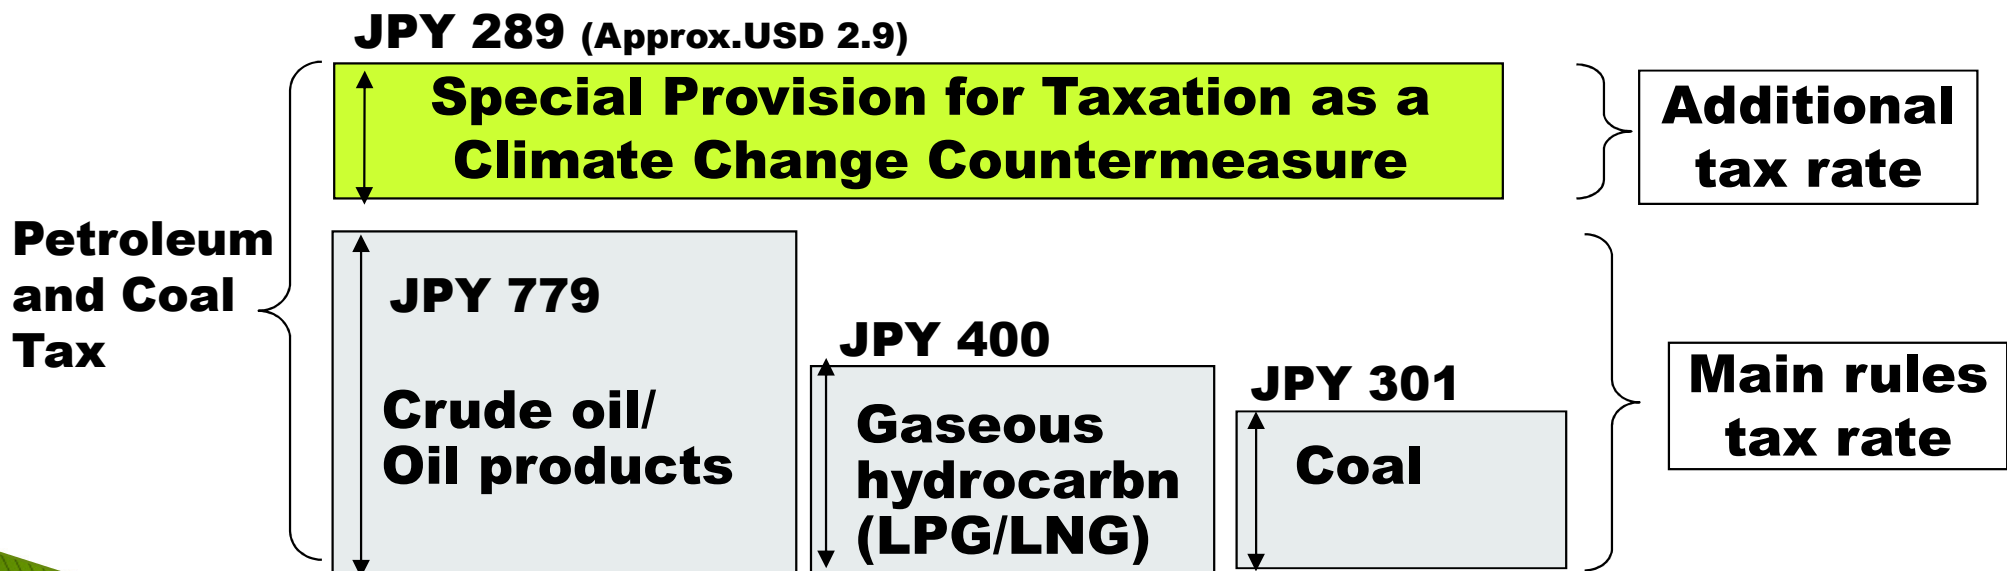 JPY 289 (Approx.USD 2.9)
Special Provision for Taxation as a
Climate Change Countermeasure
Additional
tax rate
Petroleum
and Coal
Tax
JPY 779
Crude oil/
Oil products
JPY 400
Gaseous
hydrocarbn
(LPG/LNG)
JPY 301
Coal
Main rules
tax rate